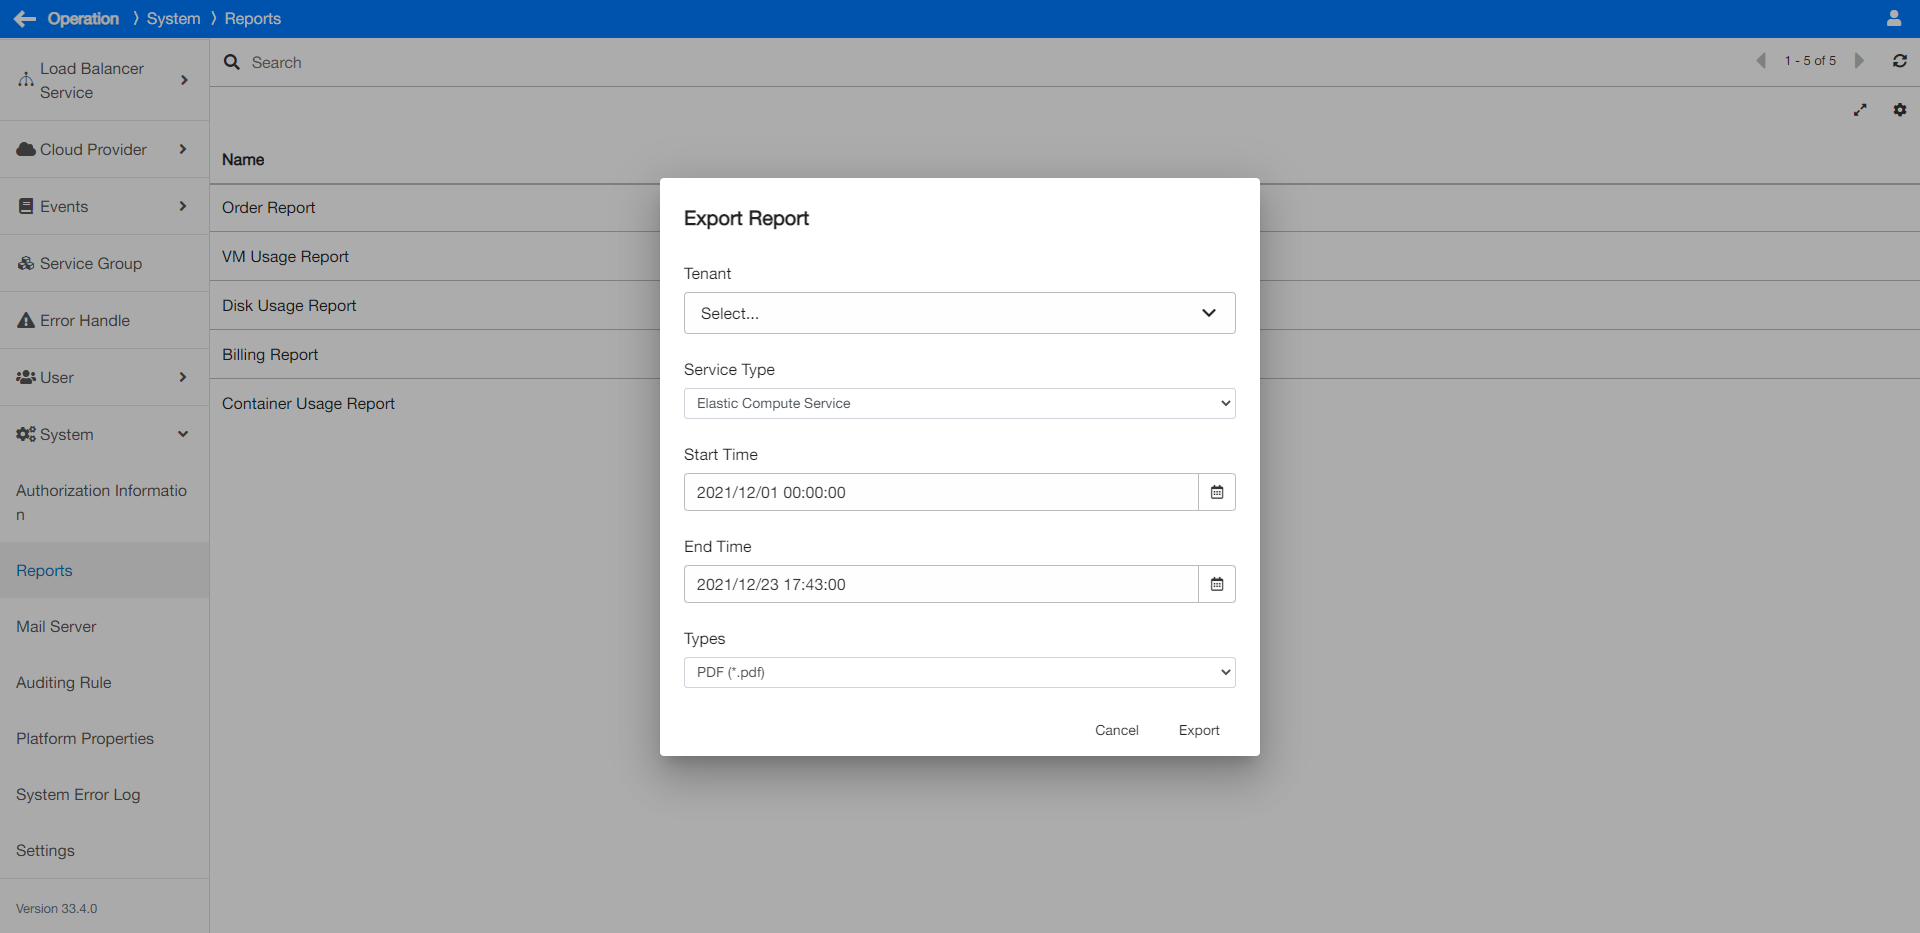 Operation 〉System 〉Reports
Load Balancer
Service
Cloud Provider
Events
Service Group
Error Handle
User
System
Authorization Informatio
n
Reports
Mail Server
Auditing Rule
Platform Properties
System Error Log
Settings
Version 33.4.0
Search
1 - 5 of 5
Name
Order Report
VM Usage Report
Disk Usage Report
Billing Report
Container Usage Report
Export Report
Tenant
Select...
Service Type
Elastic Compute Service
Start Time
2021/12/01 00:00:00
End Time
2021/12/23 17:43:00
Types
PDF (*.pdf)
Cancel Export